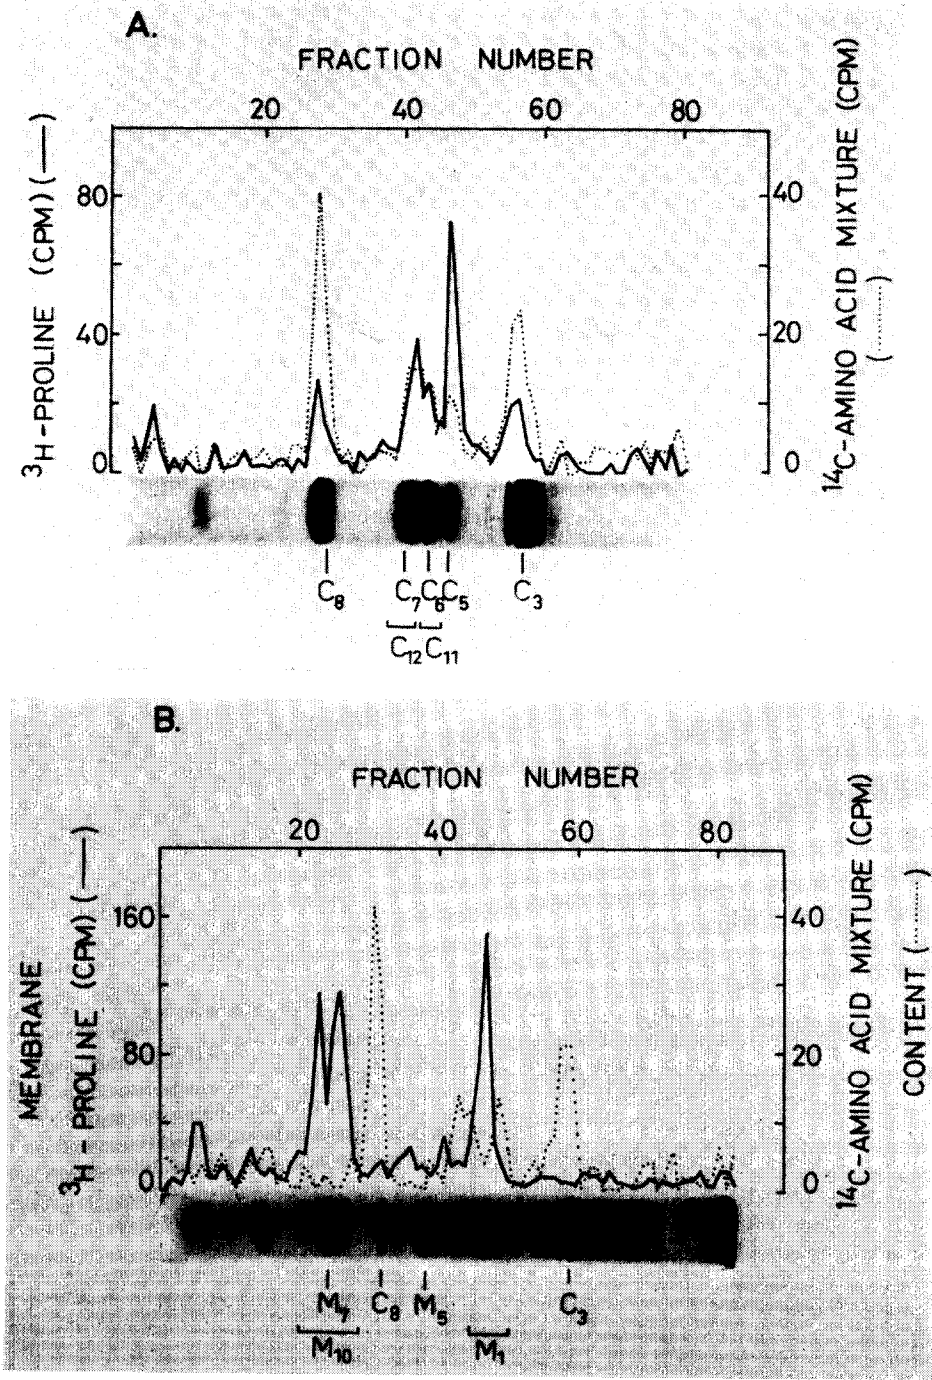 A.
FRACTION NUMBER
20 40 60 80
³H-PROLINE (CPM) (——)
80
40
0
40
20
0
¹⁴C-AMINO ACID MIXTURE (CPM)
(........)
C₈ C₇ C₆ C₅ C₃
C₁₂ C₁₁
B.
FRACTION NUMBER
20 40 60 80
MEMBRANE
³H-PROLINE (CPM) (——)
160
80
0
40
20
0
¹⁴C-AMINO ACID MIXTURE (CPM)
CONTENT (........)
M₇ C₈ M₅ C₃
M₁₀ M₁